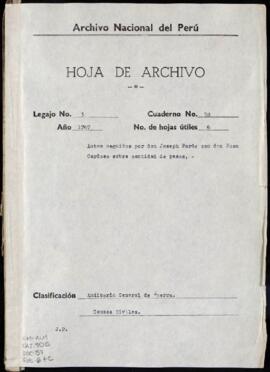 Archivo Nacional del Perú
HOJA DE ARCHIVO
Legajo No. 3 Cuaderno No.
Año 1767 No. de hojas útiles 6
Autos seguidos por don Joseph Pardo con don Juan
sobre cantidad de pesos. -
Clasificación Auditoría General de Guerra.
Causas Civiles.
J.P.